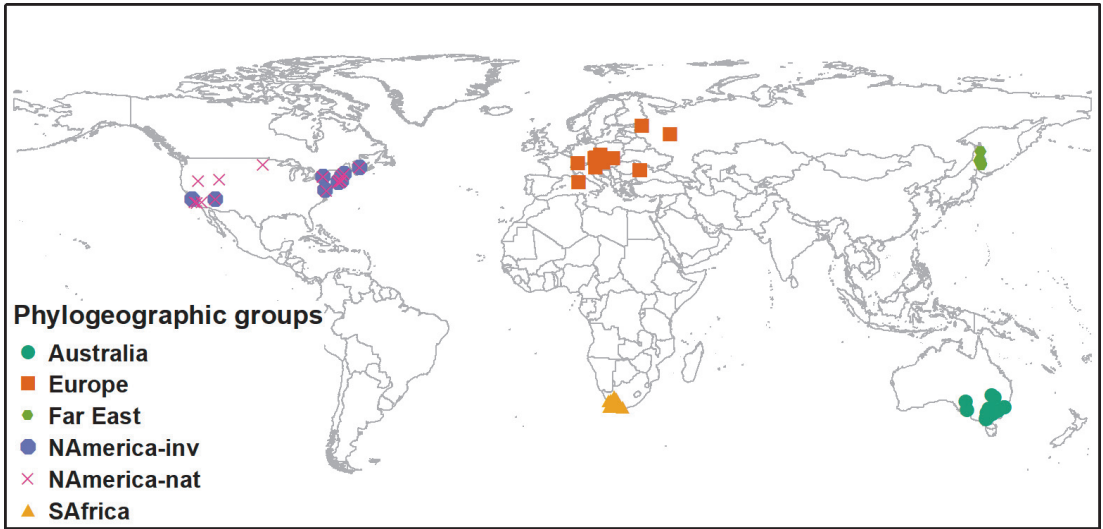 Phylogeographic groups
Australia
Europe
Far East
NAmerica-inv
NAmerica-nat
SAfrica